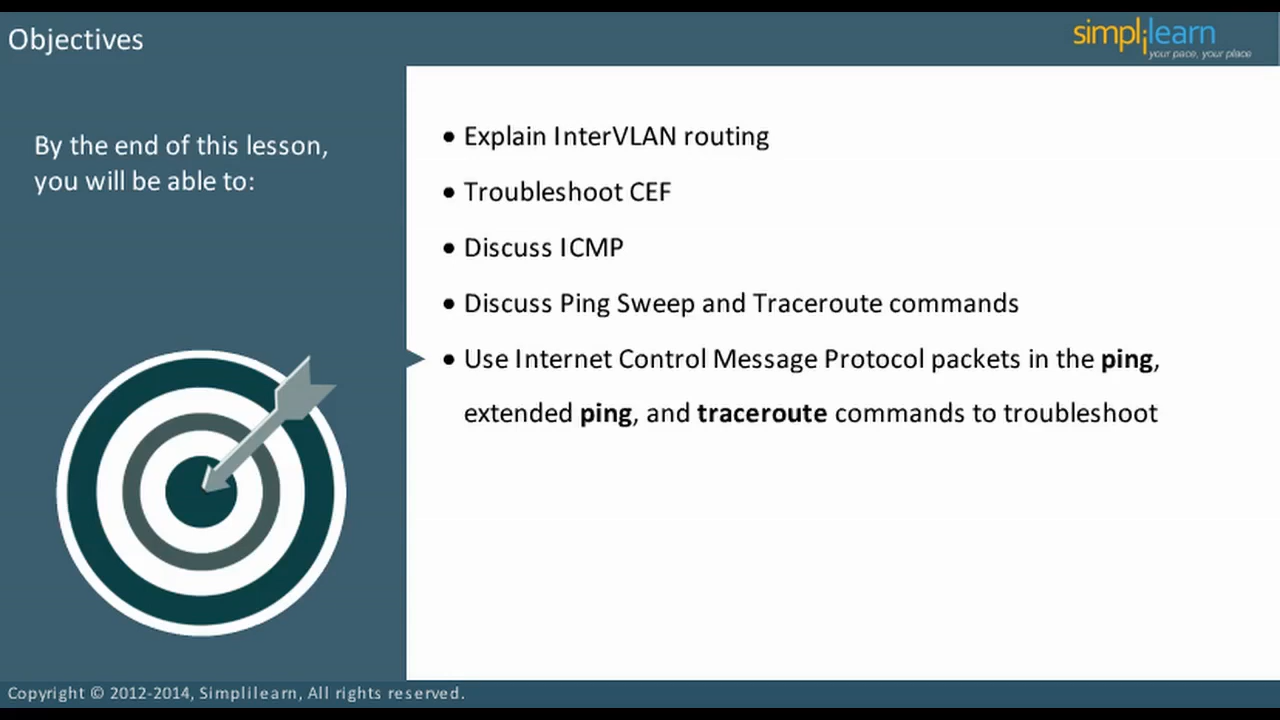 Objectives
simplilearn
your pace, your place
By the end of this lesson,
you will be able to:
• Explain InterVLAN routing
• Troubleshoot CEF
• Discuss ICMP
• Discuss Ping Sweep and Traceroute commands
• Use Internet Control Message Protocol packets in the ping,
extended ping, and traceroute commands to troubleshoot
Copyright © 2012-2014, Simplilearn, All rights reserved.